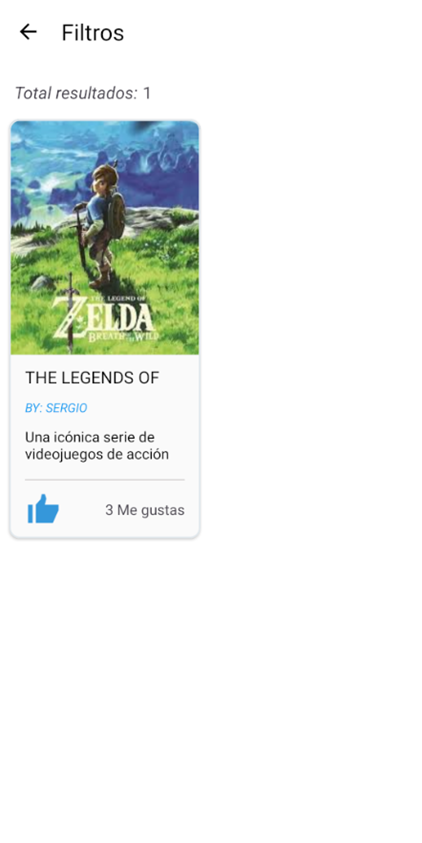 Filtros
Total resultados: 1
THE LEGEND OF
ZELDA
BREATH OF THE WILD
THE LEGENDS OF
BY: SERGIO
Una icónica serie de
videojuegos de acción
3 Me gustas